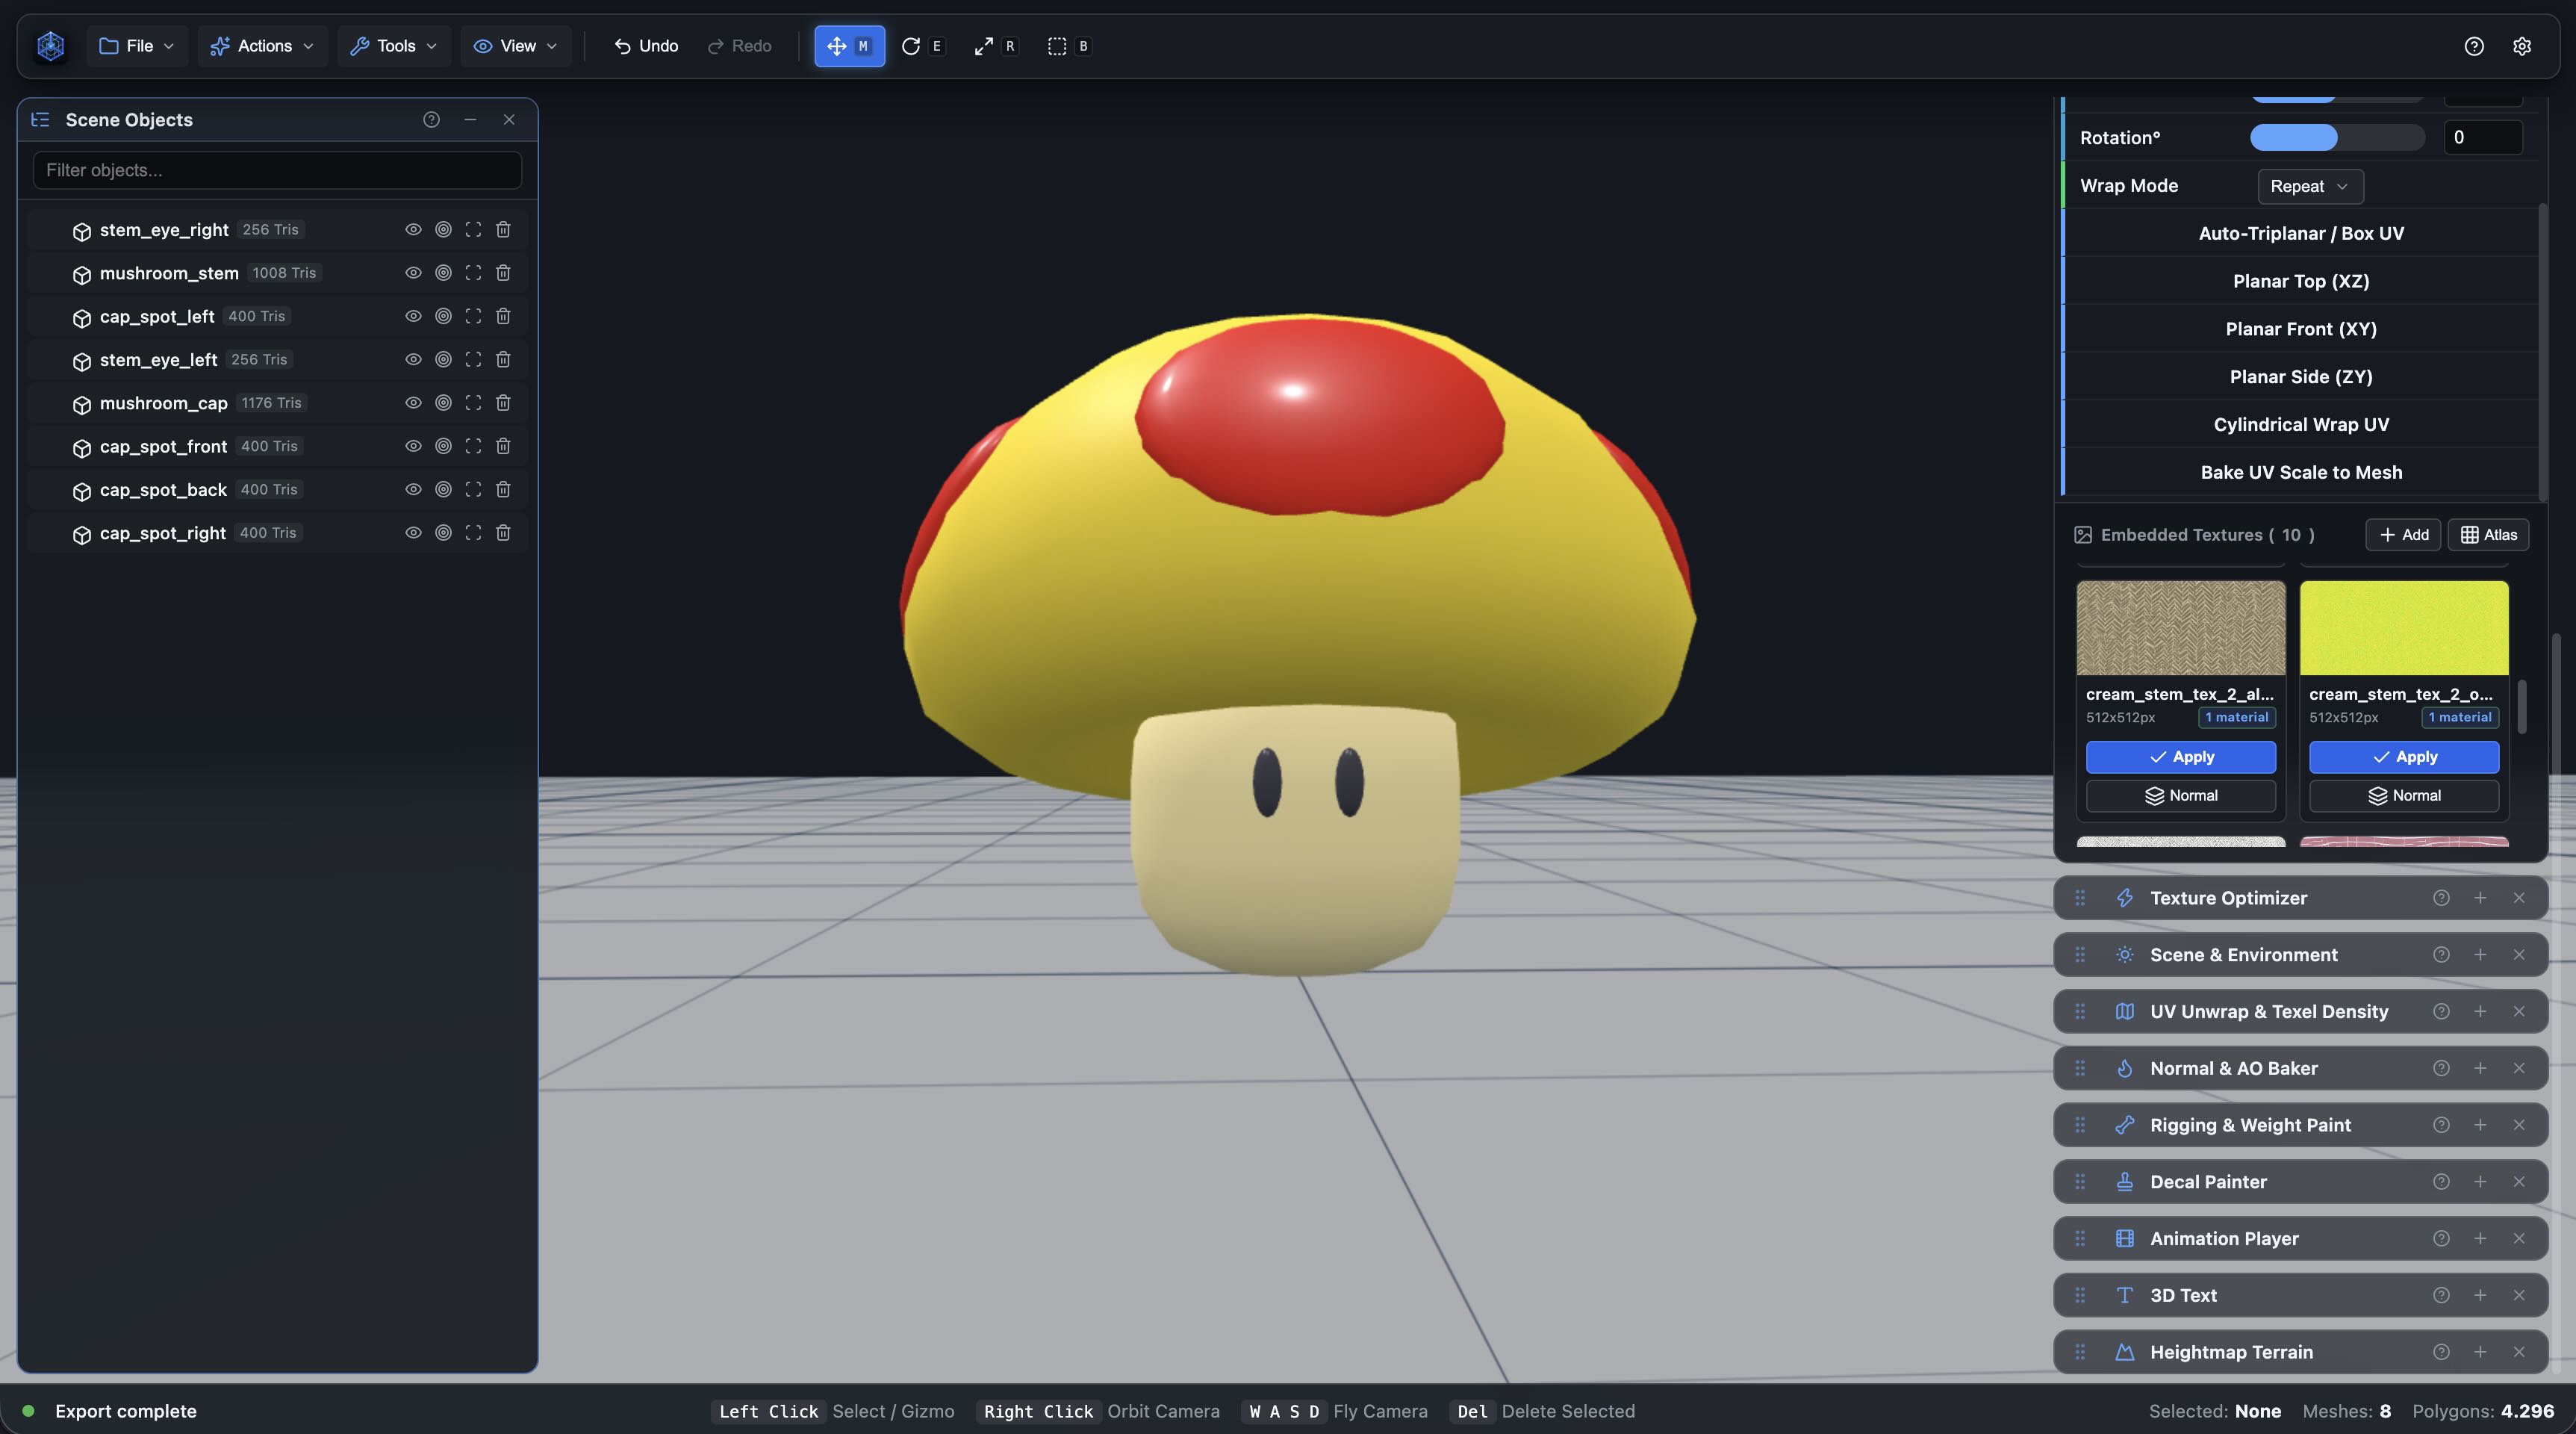 File Actions Tools View Undo Redo M E R B
Scene Objects
Filter objects...
stem_eye_right 256 Tris
mushroom_stem 1008 Tris
cap_spot_left 400 Tris
stem_eye_left 256 Tris
mushroom_cap 1176 Tris
cap_spot_front 400 Tris
cap_spot_back 400 Tris
cap_spot_right 400 Tris
Rotation° 0
Wrap Mode Repeat
Auto-Triplanar / Box UV
Planar Top (XZ)
Planar Front (XY)
Planar Side (ZY)
Cylindrical Wrap UV
Bake UV Scale to Mesh
Embedded Textures ( 10 ) Add Atlas
cream_stem_tex_2_al... cream_stem_tex_2_o...
512x512px 1 material 512x512px 1 material
Apply Apply
Normal Normal
Texture Optimizer
Scene & Environment
UV Unwrap & Texel Density
Normal & AO Baker
Rigging & Weight Paint
Decal Painter
Animation Player
3D Text
Heightmap Terrain
Export complete Left Click Select / Gizmo Right Click Orbit Camera W A S D Fly Camera Del Delete Selected Selected: None Meshes: 8 Polygons: 4.296